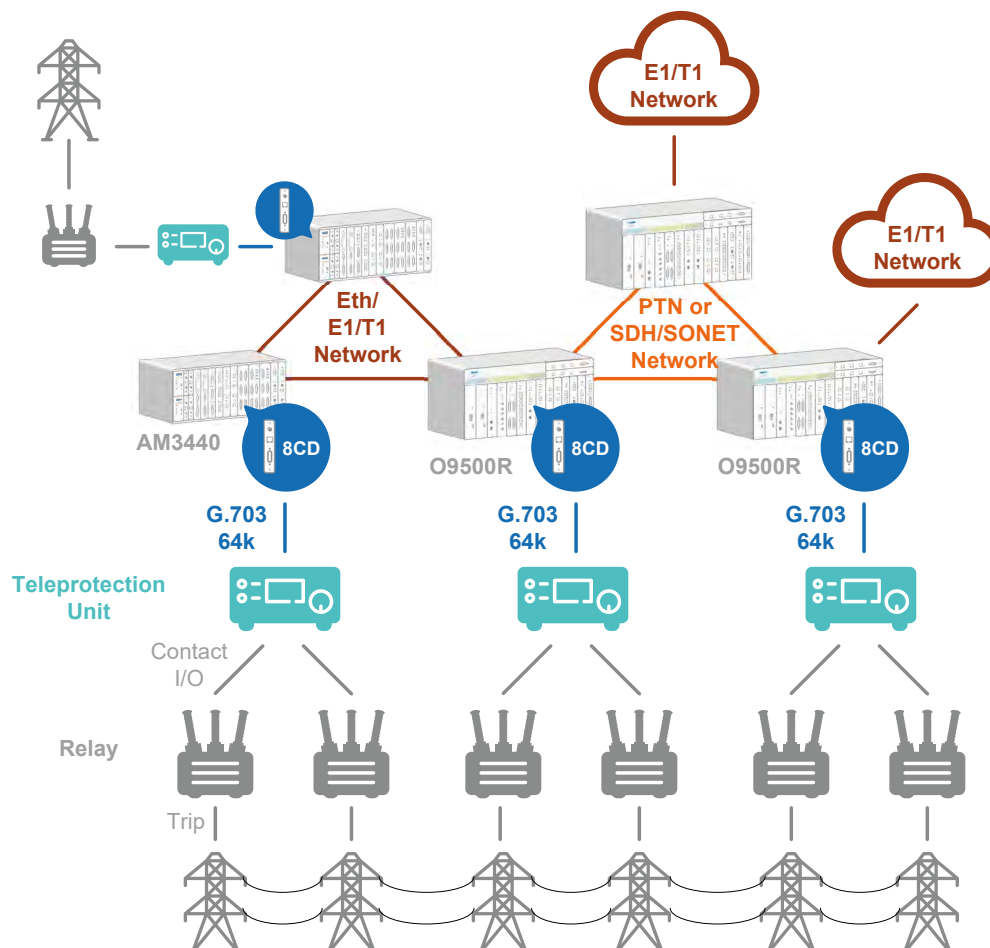 E1/T1
Network
E1/T1
Network
Eth/
E1/T1
Network
PTN or
SDH/SONET
Network
AM3440
8CD
O9500R
8CD
O9500R
8CD
G.703
64k
G.703
64k
G.703
64k
Teleprotection
Unit
Contact
I/O
Relay
Trip